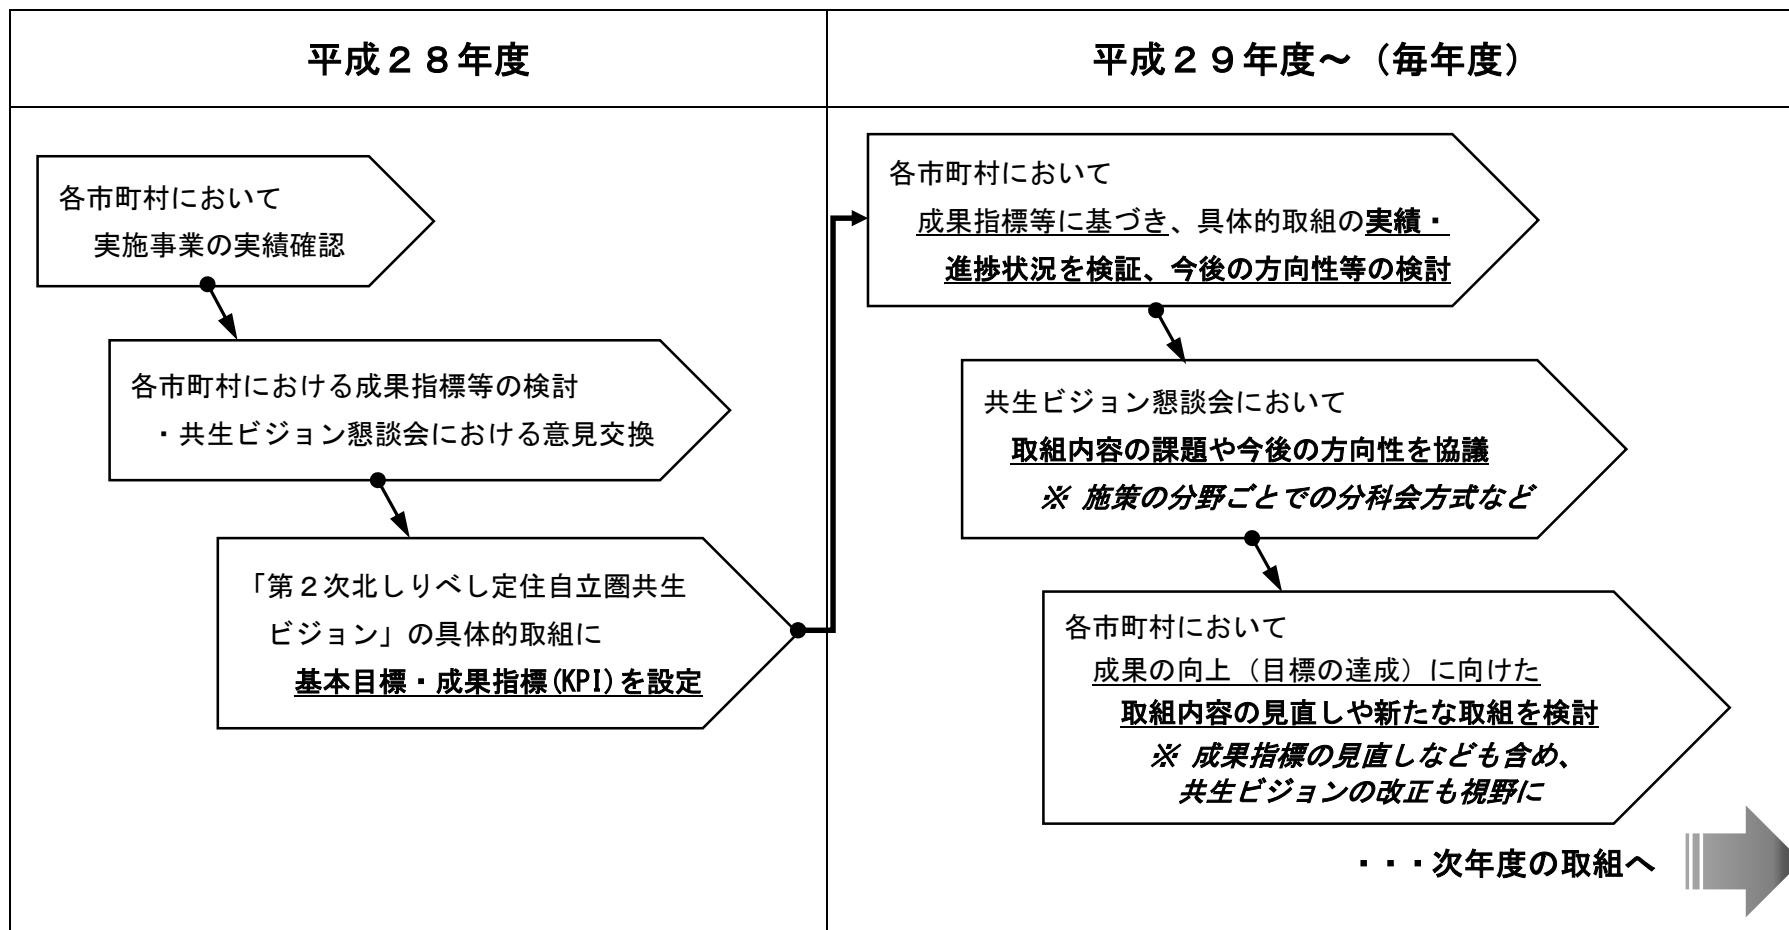 平成２８年度
各市町村において
実施事業の実績確認
各市町村における成果指標等の検討
・共生ビジョン懇談会における意見交換
「第２次北しりべし定住自立圏共生
ビジョン」の具体的取組に
基本目標・成果指標(KPI)を設定
平成２９年度～（毎年度）
各市町村において
成果指標等に基づき、具体的取組の実績・
進捗状況を検証、今後の方向性等の検討
共生ビジョン懇談会において
取組内容の課題や今後の方向性を協議
※ 施策の分野ごとでの分科会方式など
各市町村において
成果の向上（目標の達成）に向けた
取組内容の見直しや新たな取組を検討
※ 成果指標の見直しなども含め、
共生ビジョンの改正も視野に
・・・次年度の取組へ